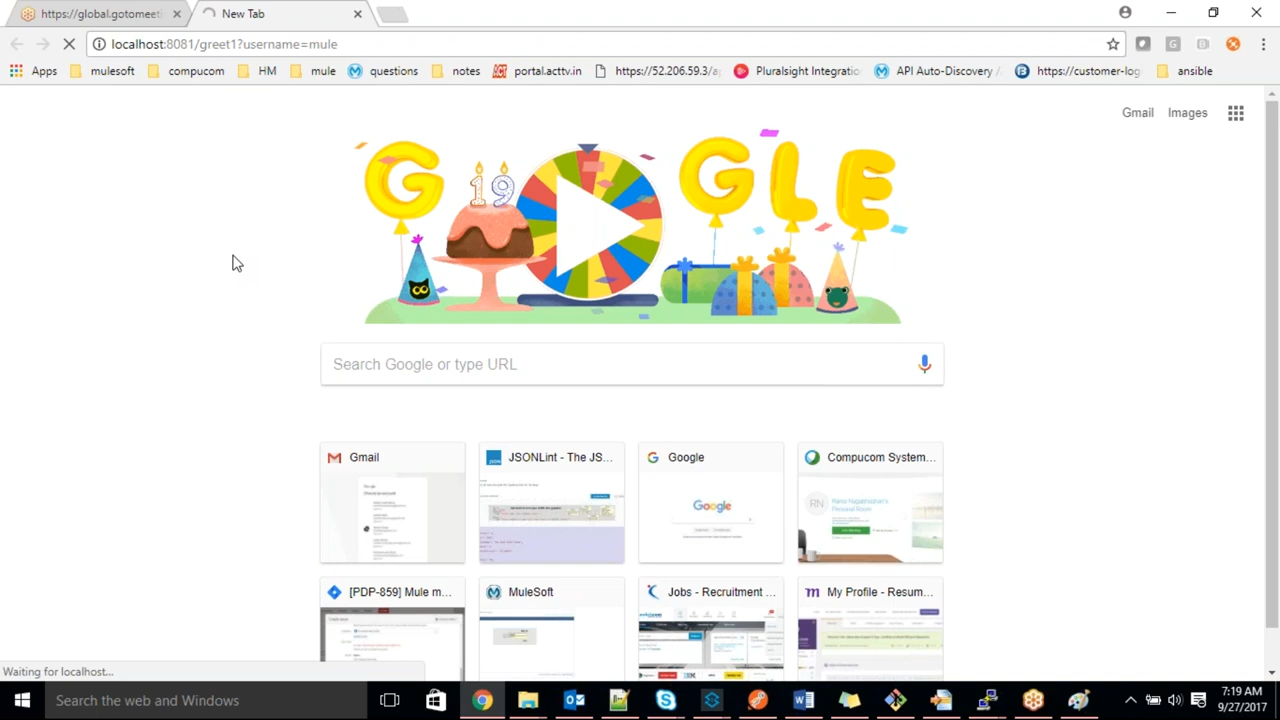 https://global.gotomeeti
New Tab
localhost:8081/greet1?username=mule
Apps
mulesoft
compucom
HM
mule
questions
notes
portal.acttv.in
https://52.206.59.3/ap
Pluralsight Integratio
API Auto-Discovery /
https://customer-log
ansible
Gmail
Images
G
19
GLE
Search Google or type URL
Gmail
JSONLint - The JS...
Google
Compucom System...
Google
[PDP-859] Mule m...
MuleSoft
Jobs - Recruitment ...
My Profile - Resum...
Search the web and Windows
7:19 AM
9/27/2017